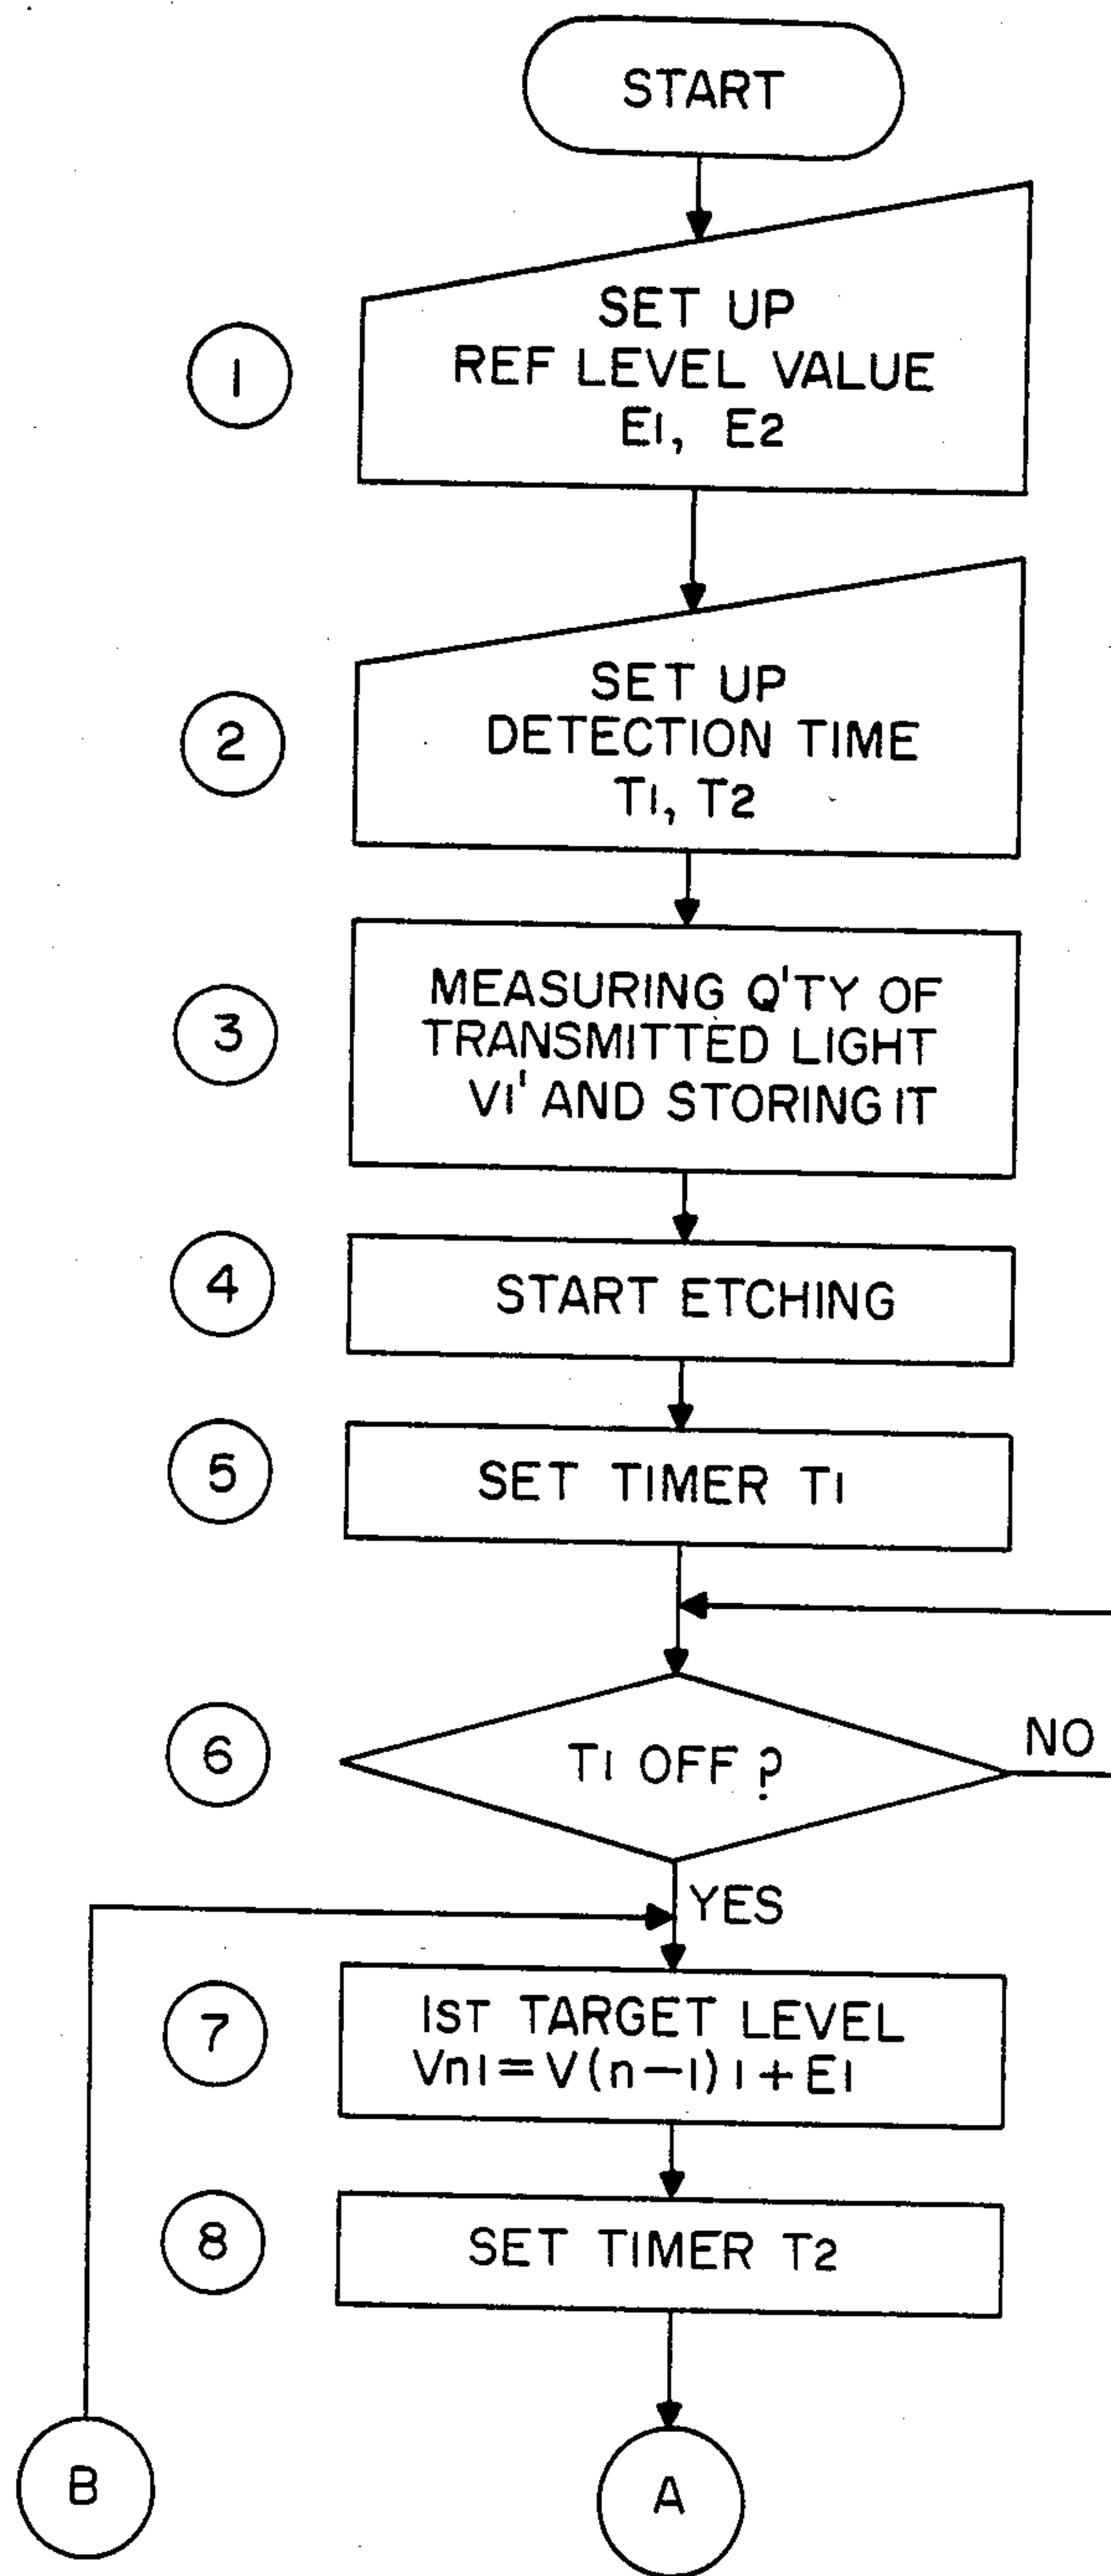 START
1
SET UP
REF LEVEL VALUE
E1, E2
2
SET UP
DETECTION TIME
T1, T2
3
MEASURING Q'TY OF
TRANSMITTED LIGHT
V1' AND STORING IT
4
START ETCHING
5
SET TIMER T1
6
T1 OFF ?
NO
YES
7
1ST TARGET LEVEL
Vn1=V(n-1)1+E1
8
SET TIMER T2
B
A